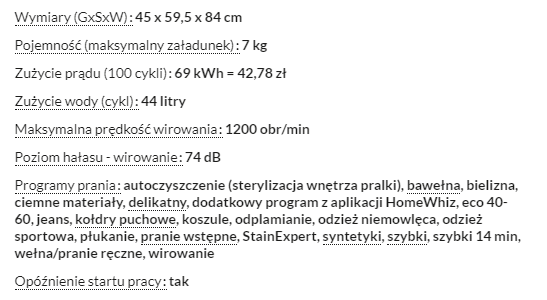 Wymiary (GxSxW): 45 x 59,5 x 84 cm
Pojemność (maksymalny załadunek): 7 kg
Zużycie prądu (100 cykli): 69 kWh = 42,78 zł
Zużycie wody (cykl): 44 litry
Maksymalna prędkość wirowania: 1200 obr/min
Poziom hałasu - wirowanie: 74 dB
Programy prania: autoczyszczenie (sterylizacja wnętrza pralki), bawełna, bielizna,
ciemne materiały, delikatny, dodatkowy program z aplikacji HomeWhiz, eco 40-
60, jeans, kołdry puchowe, koszule, odplamianie, odzież niemowlęca, odzież
sportowa, płukanie, pranie wstępne, StainExpert, syntetyki, szybki, szybki 14 min,
wełna/pranie ręczne, wirowanie
Opóźnienie startu pracy: tak